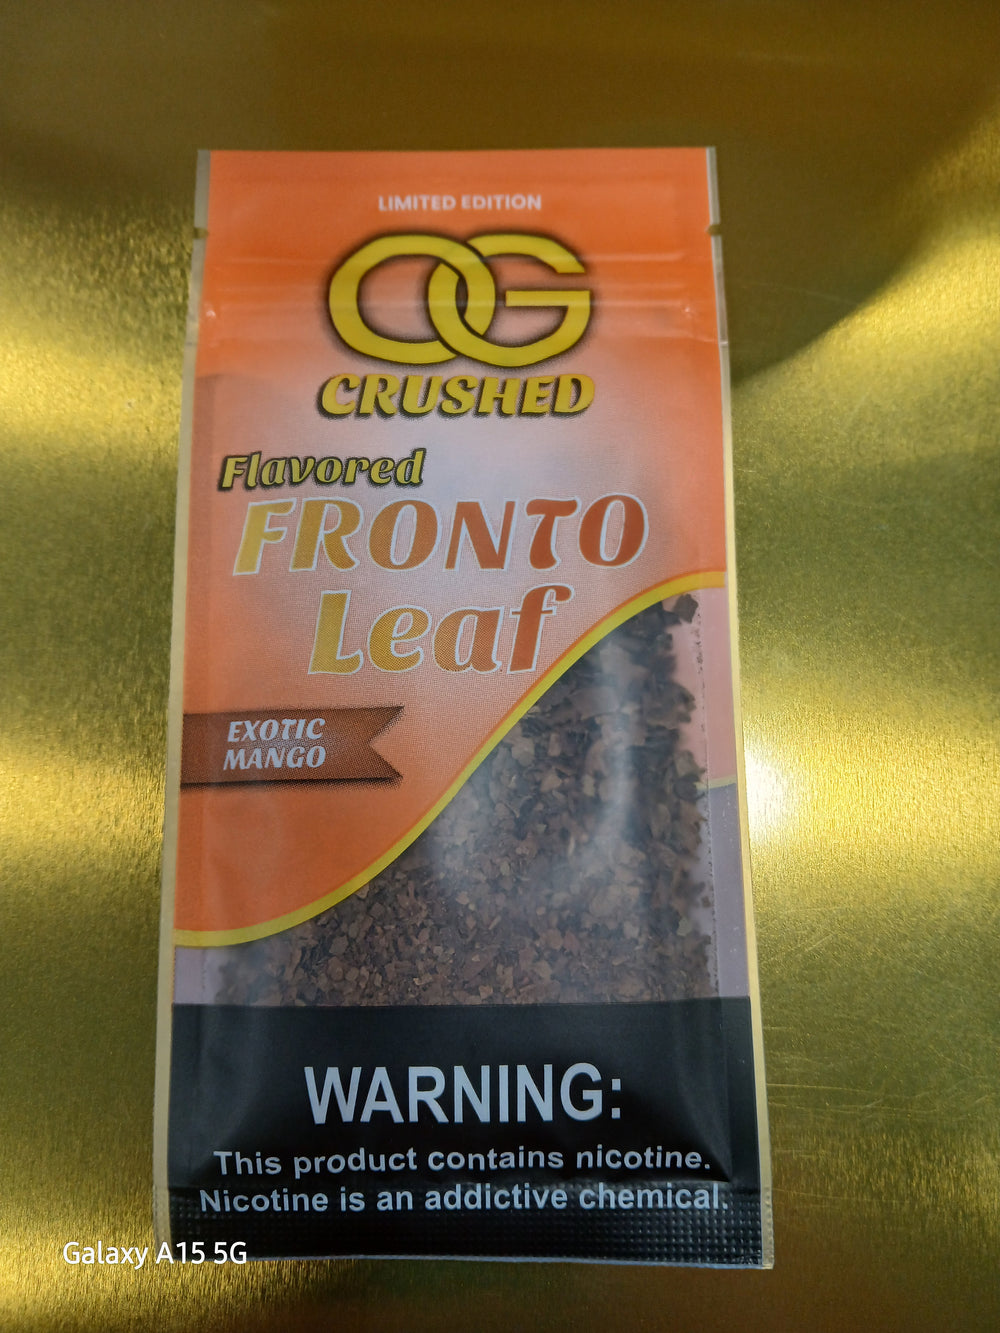 LIMITED EDITION
OG
CRUSHED
Flavored
FRONTO
Leaf
EXOTIC
MANGO
WARNING:
This product contains nicotine.
Nicotine is an addictive chemical.
Galaxy A15 5G